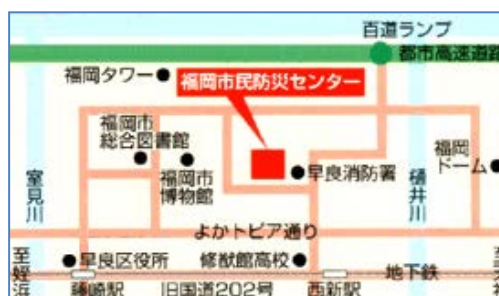 百道ランプ
都市高速道路
福岡タワー
福岡市民防災センター
福岡市
総合図書館
福岡市
博物館
早良消防署
福岡
ドーム
室見川
樋井川
よかトピア通り
至姪浜
早良区役所
修猷館高校
地下鉄
藤崎駅
旧国道202号
西新駅
至